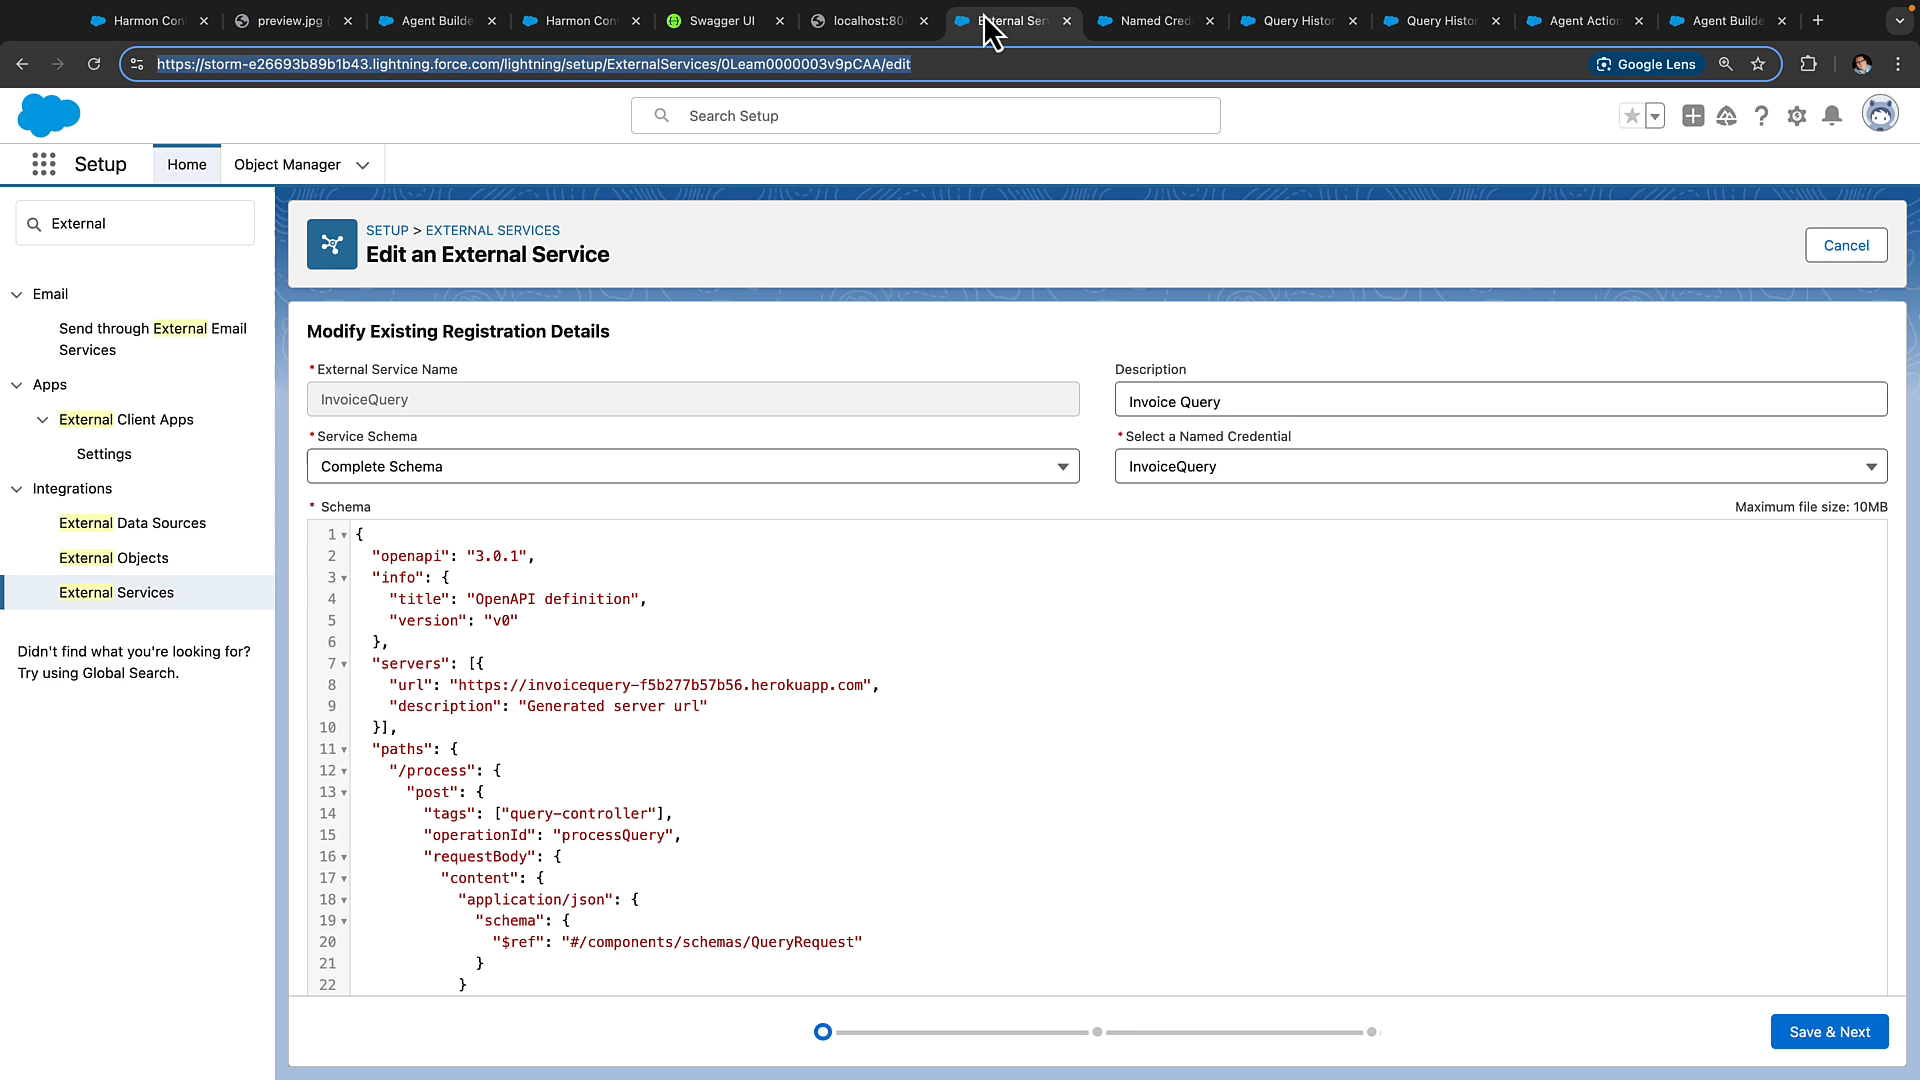 Harmon Con
preview.jpg (
Agent Builde
Harmon Con
Swagger UI
localhost:80
External Serv
Named Cred
Query Histor
Query Histor
Agent Action
Agent Builde
https://storm-e26693b89b1b43.lightning.force.com/lightning/setup/ExternalServices/0Leam0000003v9pCAA/edit
Google Lens
Search Setup
Setup
Home
Object Manager
External
Email
Send through External Email
Services
Apps
External Client Apps
Settings
Integrations
External Data Sources
External Objects
External Services
Didn't find what you're looking for?
Try using Global Search.
SETUP > EXTERNAL SERVICES
Edit an External Service
Cancel
Modify Existing Registration Details
* External Service Name
InvoiceQuery
Description
Invoice Query
* Service Schema
Complete Schema
* Select a Named Credential
InvoiceQuery
* Schema
Maximum file size: 10MB
1 {
2 "openapi": "3.0.1",
3 "info": {
4 "title": "OpenAPI definition",
5 "version": "v0"
6 },
7 "servers": [{
8 "url": "https://invoicequery-f5b277b57b56.herokuapp.com",
9 "description": "Generated server url"
10 }],
11 "paths": {
12 "/process": {
13 "post": {
14 "tags": ["query-controller"],
15 "operationId": "processQuery",
16 "requestBody": {
17 "content": {
18 "application/json": {
19 "schema": {
20 "$ref": "#/components/schemas/QueryRequest"
21 }
22 }
Save & Next